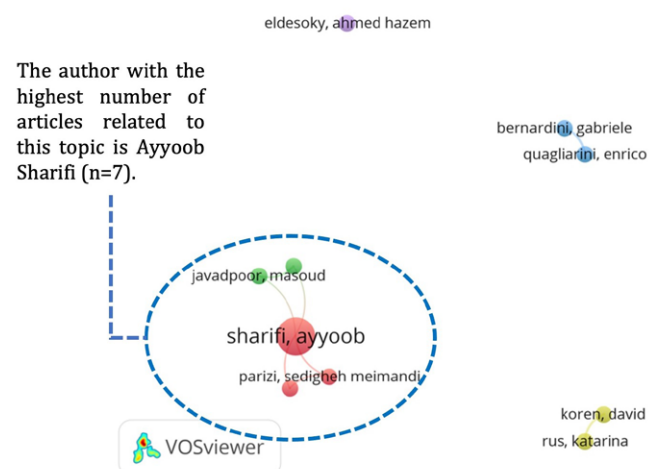 eldesoky, ahmed hazem
The author with the
highest number of
articles related to
this topic is Ayyoob
Sharifi (n=7).
bernardini, gabriele
quagliarini, enrico
javadpoor, masoud
sharifi, ayyoob
parizi, sedigheh meimandi
koren, david
rus, katarina
VOSviewer